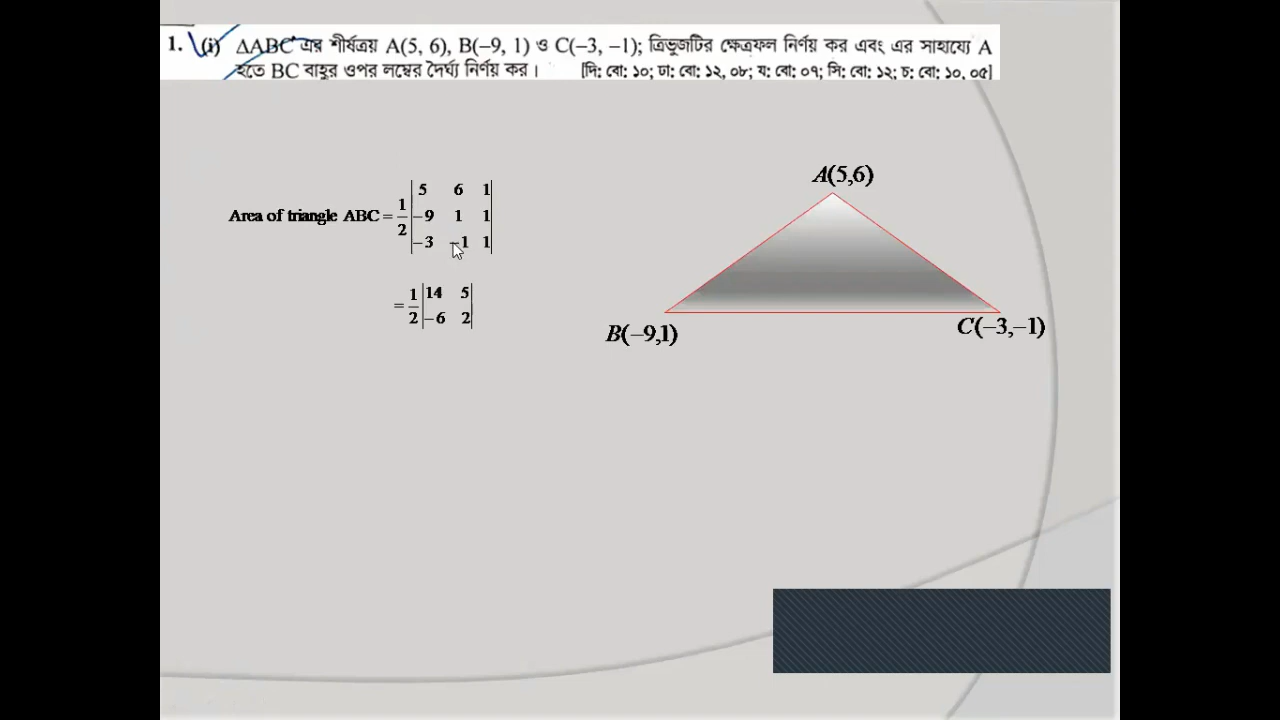 1. (i) ΔABC এর শীর্ষত্রয় A(5, 6), B(–9, 1) ও C(–3, –1); ত্রিভুজটির ক্ষেত্রফল নির্ণয় কর এবং এর সাহায্যে A
হতে BC বাহুর ওপর লম্বের দৈর্ঘ্য নির্ণয় কর। [দি: বো: ১০; ঢা: বো: ১২, ০৮; য: বো: ০৭; সি: বো: ১২; চ: বো: ১০, ০৫]
A(5,6)
5 6 1
Area of triangle ABC = 1/2 –9 1 1
–3 –1 1
= 1/2 |14 5|
–6 2
B(–9,1)
C(–3,–1)